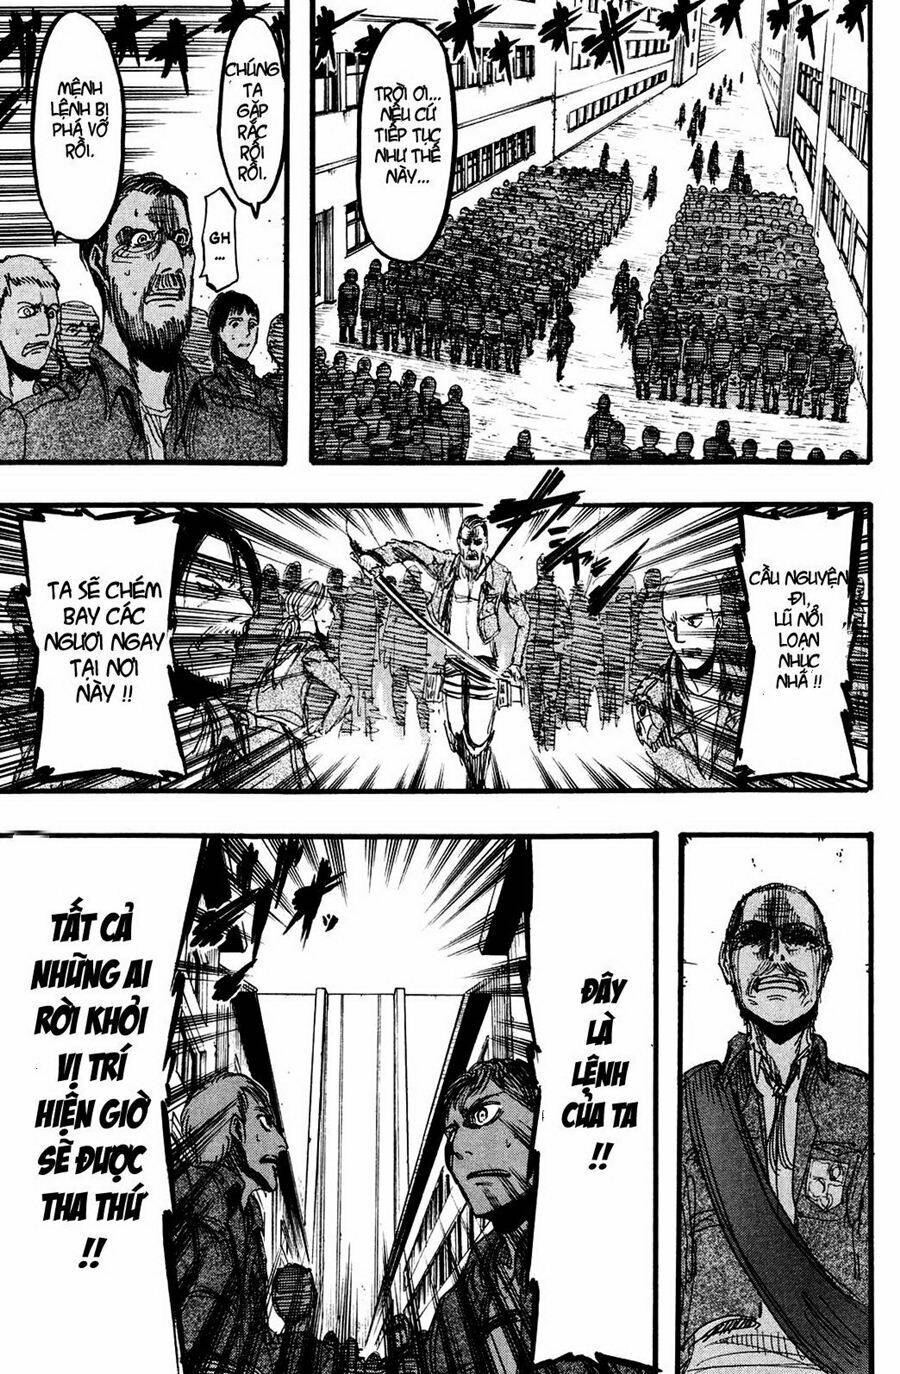 TRỜI ƠI...
NẾU CỨ
TIẾP TỤC
NHƯ THẾ
NÀY...
CHÚNG
TA
GẶP
RẮC
RỐI
RỒI.
MỆNH
LỆNH BỊ
PHÁ VỠ
RỒI.
GH
...
CẦU NGUYỆN
ĐI,
LŨ NỔI
LOẠN
NHỤC
NHÃ !!
TA SẼ CHÉM
BAY CÁC
NGƯƠI NGAY
TẠI NƠI
NÀY !!
ĐÂY
LÀ
LỆNH
CỦA TA
!!
TẤT CẢ
NHỮNG AI
RỜI KHỎI
VỊ TRÍ
HIỆN GIỜ
SẼ ĐƯỢC
THA THỨ
!!